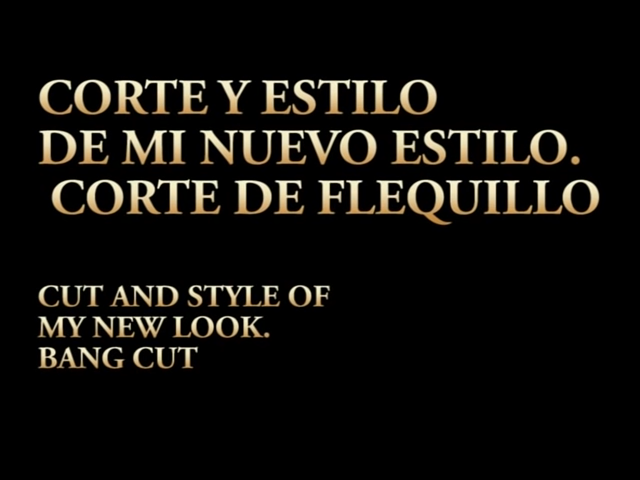 CORTE Y ESTILO
DE MI NUEVO ESTILO.
CORTE DE FLEQUILLO
CUT AND STYLE OF
MY NEW LOOK.
BANG CUT